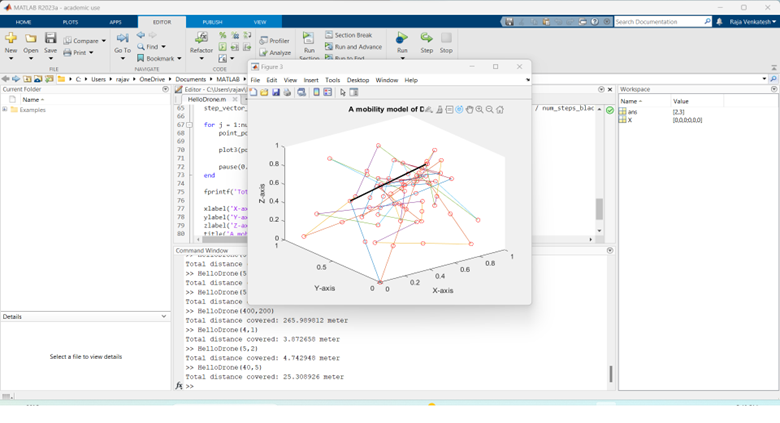 MATLAB R2023a - academic use
HOME PLOTS APPS EDITOR PUBLISH VIEW
Search Documentation
Raja Venkatesh
New Open Save Compare Print
Go To Find Bookmark
Refactor
Profiler
Analyze
Run Section
Section Break
Run and Advance
Run to End
Run Step Stop
FILE NAVIGATE CODE
C: Users rajav OneDrive Documents MATLAB
Current Folder
Name
Examples
Details
Select a file to view details
Editor - C:\Users\rajav
HelloDrone.m
65 step_vector_
66
67 for j = 1:nu
68 point_po
69
70 plot3(po
71
72 pause(0.
73 end
74
75 fprintf('Tot
76
77 xlabel('X-ax
78 ylabel('Y-ax
79 zlabel('Z-ax
80 title('A mob
/ num_steps_blac
Figure 3
File Edit View Insert Tools Desktop Window Help
A mobility model of D
Z-axis
1
0.8
0.6
0.4
0.2
0
1
0.5
0
Y-axis
0
0.2
0.4
0.6
0.8
1
X-axis
Command Window
Total distance
>> HelloDrone(5
Total distance
>> HelloDrone(5
Total distance
>> HelloDrone(400,200)
Total distance covered: 265.989812 meter
>> HelloDrone(4,1)
Total distance covered: 3.872658 meter
>> HelloDrone(5,2)
Total distance covered: 4.742948 meter
>> HelloDrone(40,5)
Total distance covered: 25.308926 meter
fx >>
Workspace
Name Value
ans [2,3]
X [0,0,0;0,0,0]